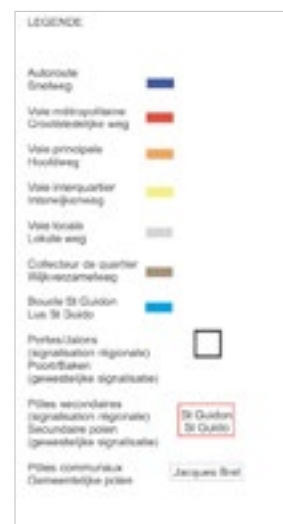 LEGENDE
Autoroute
Snelweg
Voie métropolitaine
Grootstedelijke weg
Voie principale
Hoofdweg
Voie interquartier
Interwijkenweg
Voie locale
Lokale weg
Collecteur de quartier
Wijkverzamelweg
Boucle St Guidon
Lus St Guido
Portes/Jalons
(signalisation régionale)
Poort/Baken
(gewestelijke signalisatie)
Pôles secondaires
(signalisation régionale)
Secundaire polen
(gewestelijke signalisatie)
St Guidon
St Guido
Pôles communaux
Gemeentelijke polen
Jacques Brel